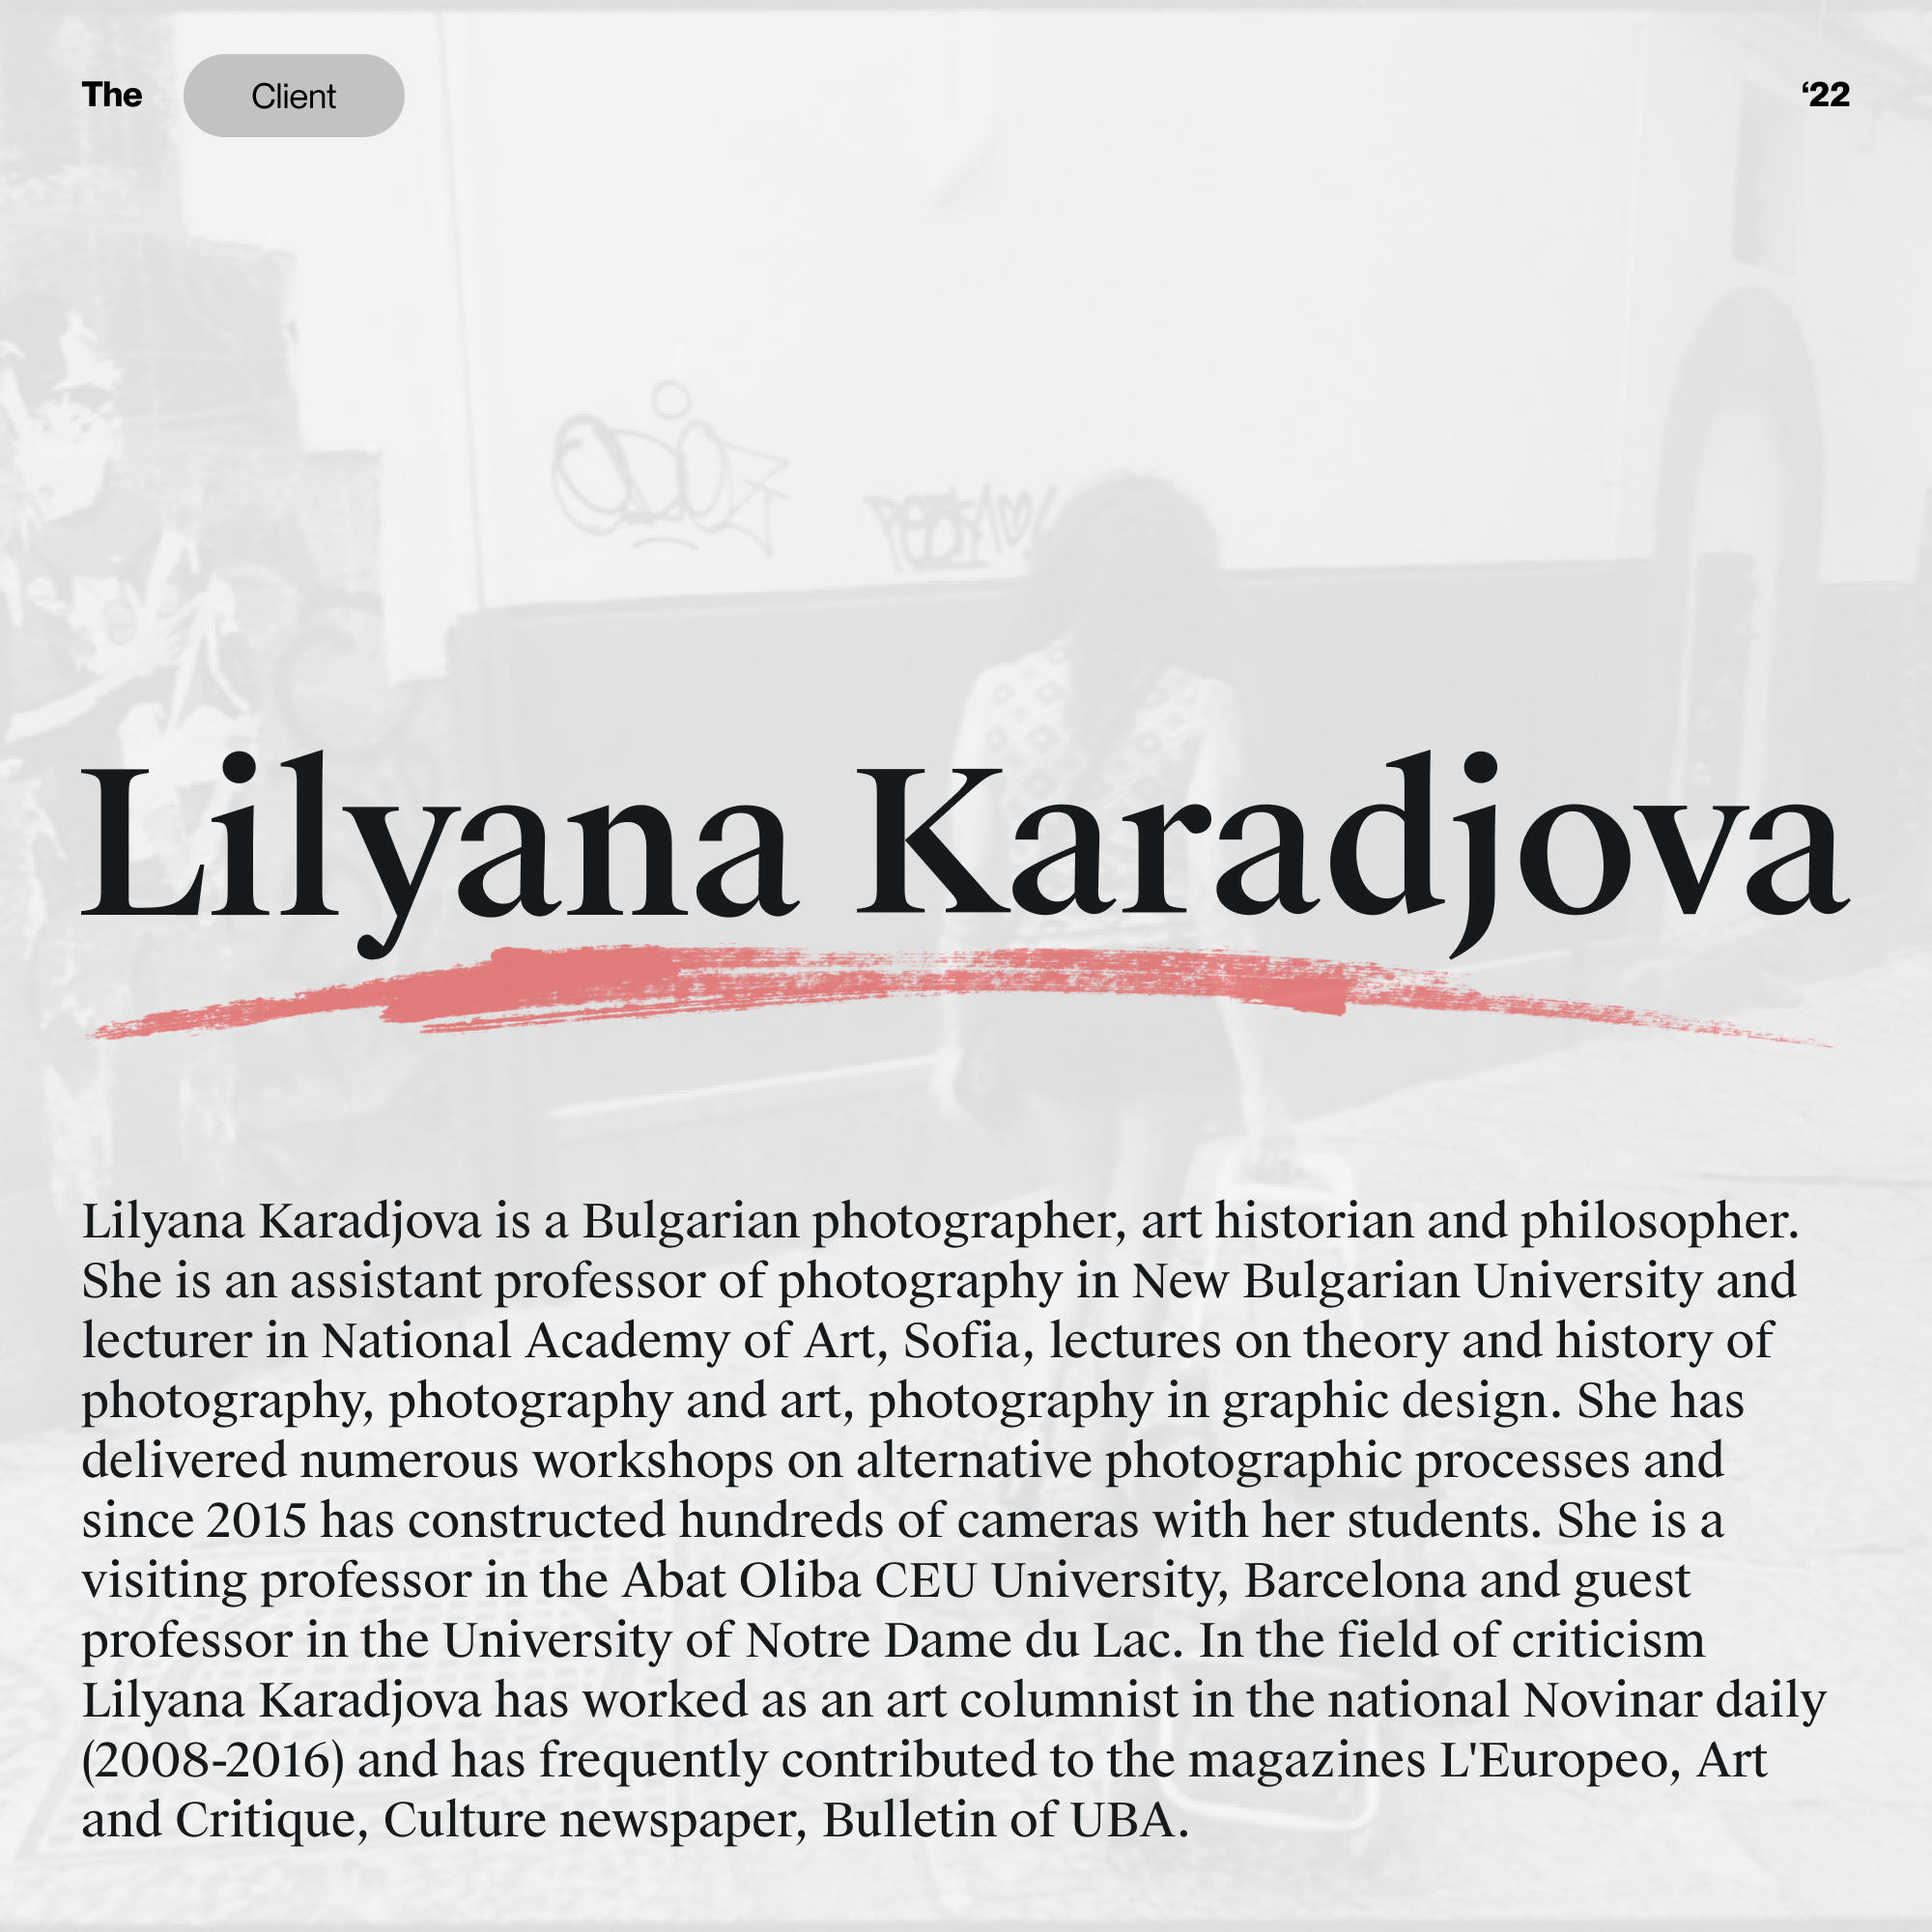 The Client ‘22
Lilyana Karadjova
Lilyana Karadjova is a Bulgarian photographer, art historian and philosopher.
She is an assistant professor of photography in New Bulgarian University and
lecturer in National Academy of Art, Sofia, lectures on theory and history of
photography, photography and art, photography in graphic design. She has
delivered numerous workshops on alternative photographic processes and
since 2015 has constructed hundreds of cameras with her students. She is a
visiting professor in the Abat Oliba CEU University, Barcelona and guest
professor in the University of Notre Dame du Lac. In the field of criticism
Lilyana Karadjova has worked as an art columnist in the national Novinar daily
(2008-2016) and has frequently contributed to the magazines L'Europeo, Art
and Critique, Culture newspaper, Bulletin of UBA.